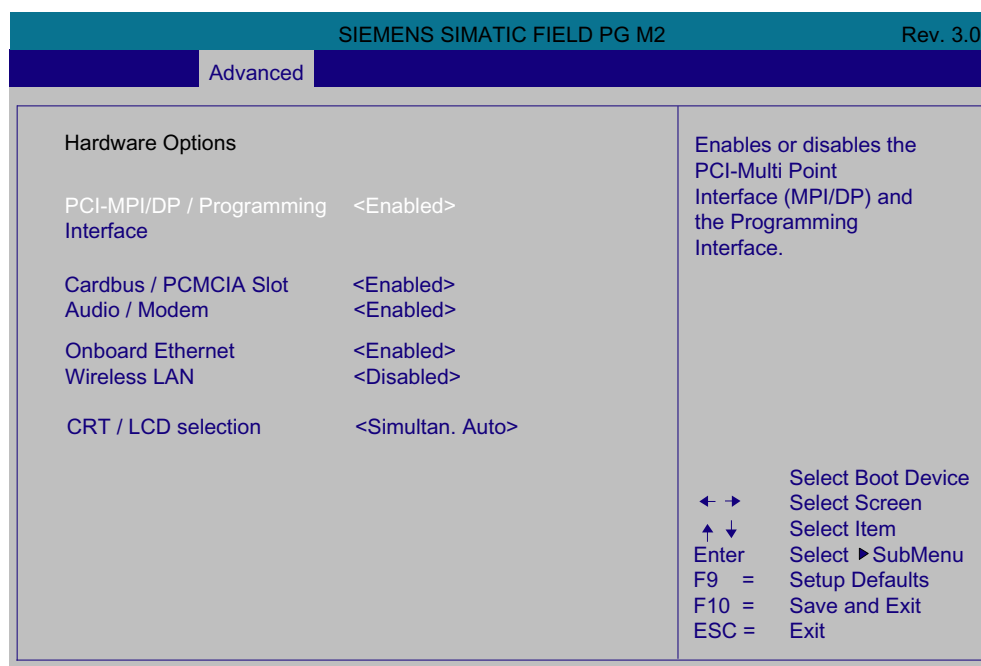 SIEMENS SIMATIC FIELD PG M2 Rev. 3.0
Advanced
Hardware Options
PCI-MPI/DP / Programming <Enabled>
Interface
Cardbus / PCMCIA Slot <Enabled>
Audio / Modem <Enabled>
Onboard Ethernet <Enabled>
Wireless LAN <Disabled>
CRT / LCD selection <Simultan. Auto>
Enables or disables the
PCI-Multi Point
Interface (MPI/DP) and
the Programming
Interface.
Select Boot Device
← → Select Screen
↑ ↓ Select Item
Enter Select ▶SubMenu
F9 = Setup Defaults
F10 = Save and Exit
ESC = Exit